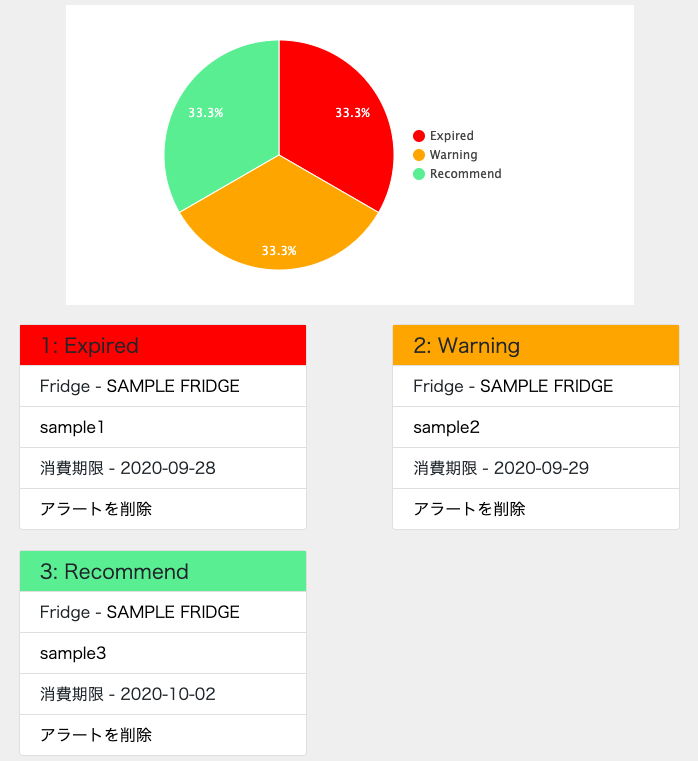 33.3%
33.3%
33.3%
Expired
Warning
Recommend
1: Expired
Fridge - SAMPLE FRIDGE
sample1
消費期限 - 2020-09-28
アラートを削除
2: Warning
Fridge - SAMPLE FRIDGE
sample2
消費期限 - 2020-09-29
アラートを削除
3: Recommend
Fridge - SAMPLE FRIDGE
sample3
消費期限 - 2020-10-02
アラートを削除